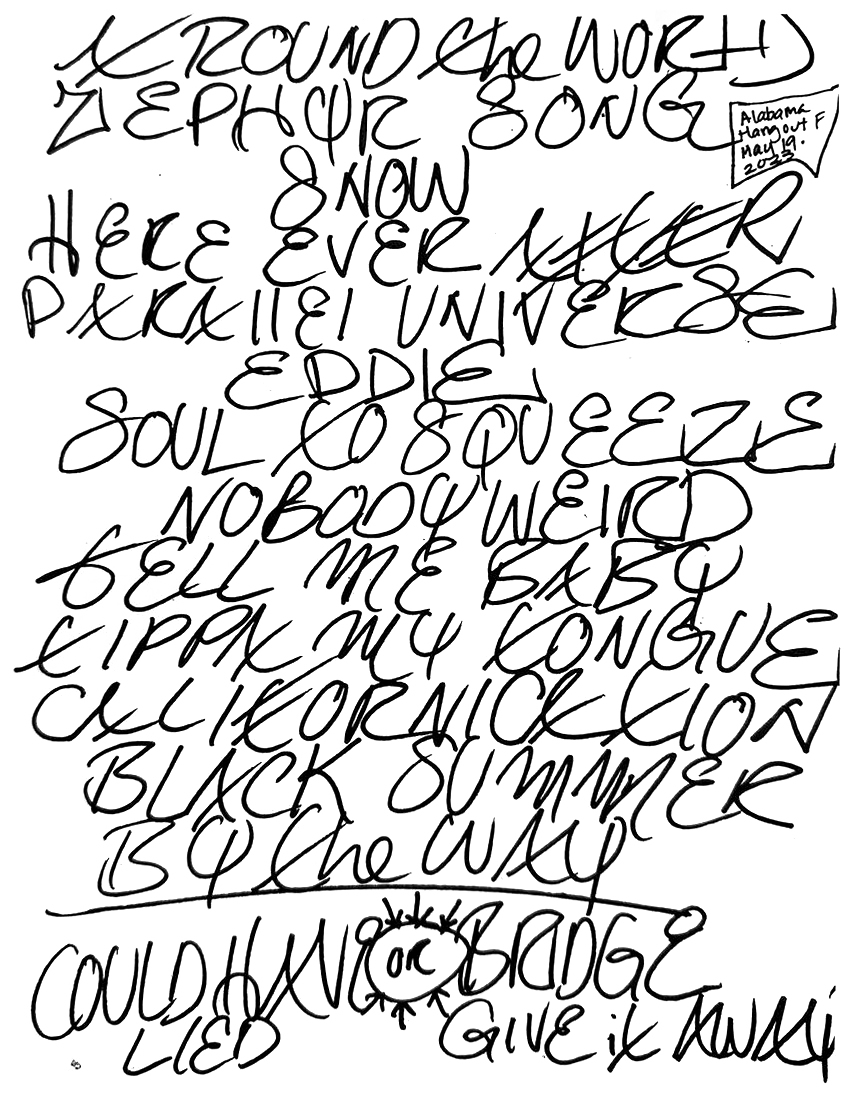 AROUND the WORLD
ZEPHYR SONG
Alabama
Hangout F
May 19.
2023
SNOW
HERE EVER AFTER
PARALLEL UNIVERSE
EDDIE
SOUL TO SQUEEZE
NOBODY WEIRD
TELL ME BABY
TIPPA MY TONGUE
CALIFORNICATION
BLACK SUMMER
BY the WAY
COULD HAVE OR BRIDGE
LIED GIVE it AWAY